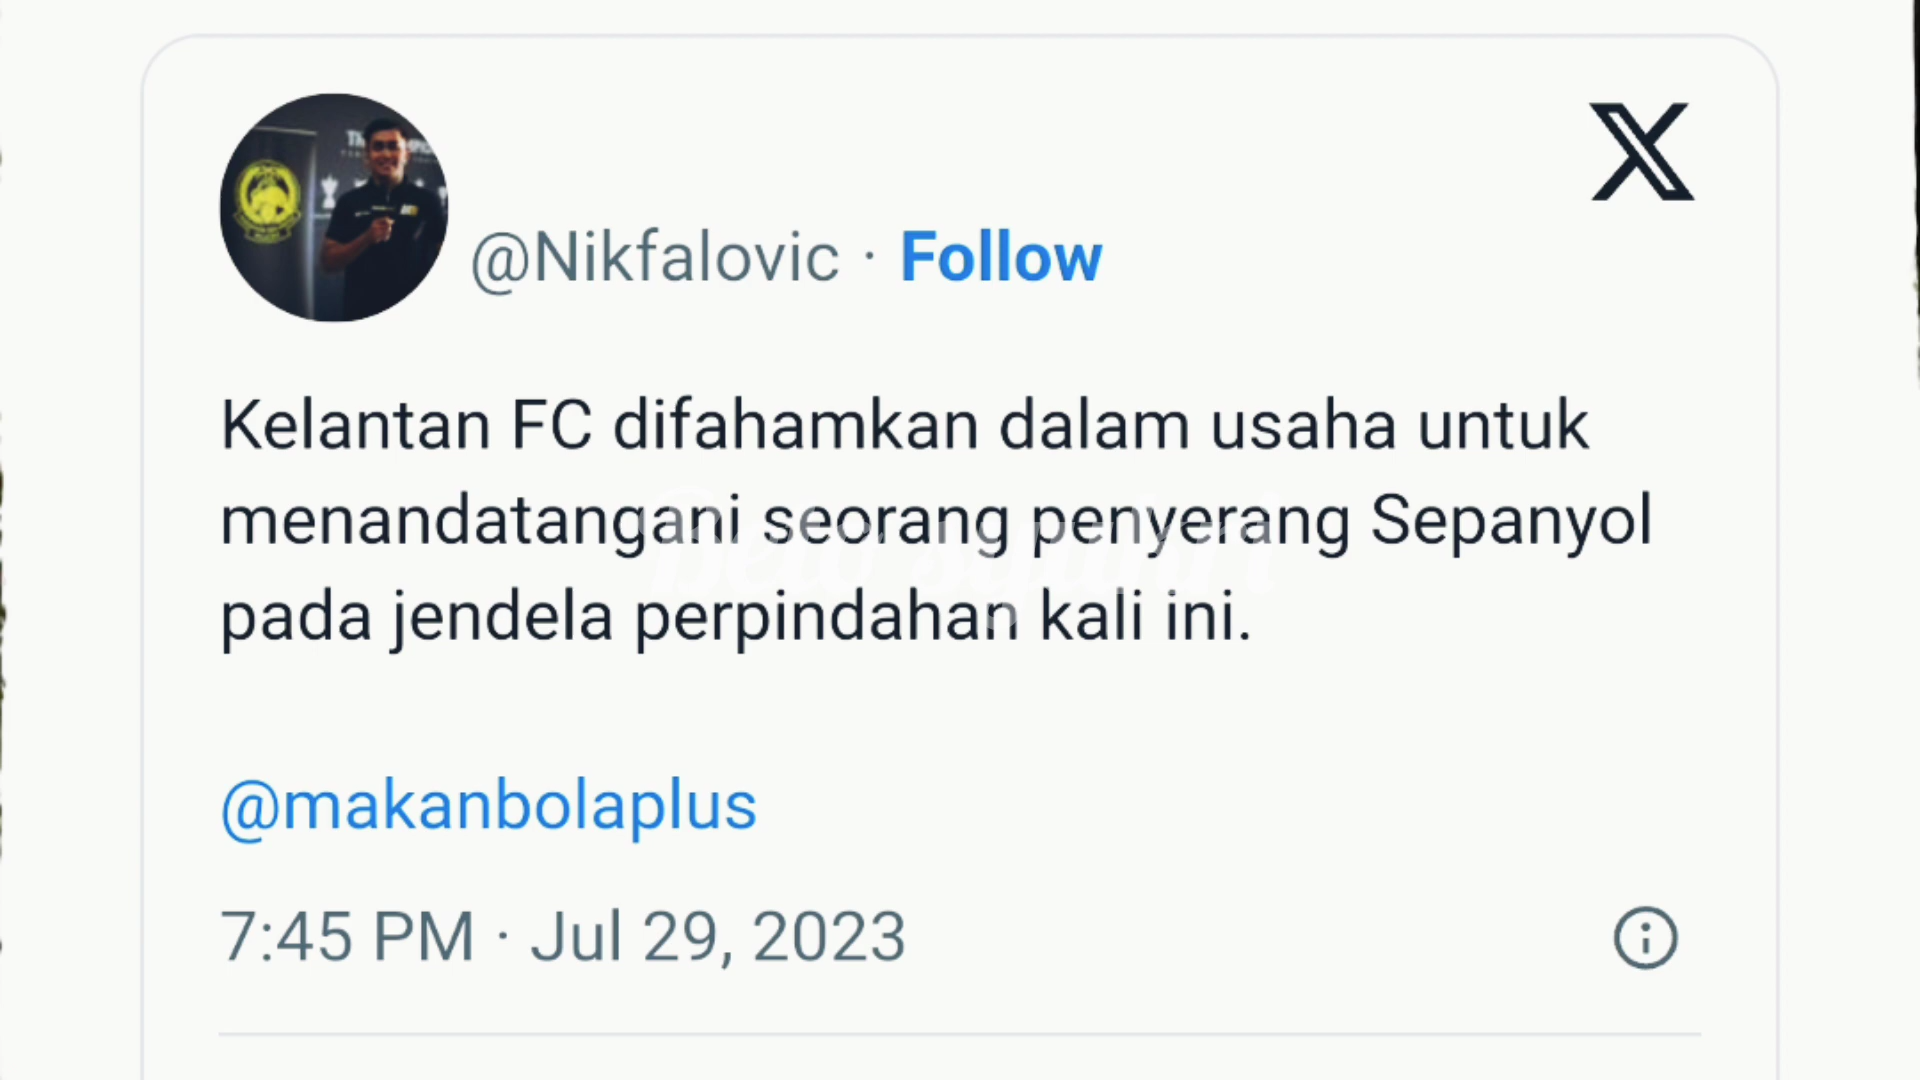 @Nikfalovic · Follow
Kelantan FC difahamkan dalam usaha untuk
menandatangani seorang penyerang Sepanyol
pada jendela perpindahan kali ini.
@makanbolaplus
7:45 PM · Jul 29, 2023